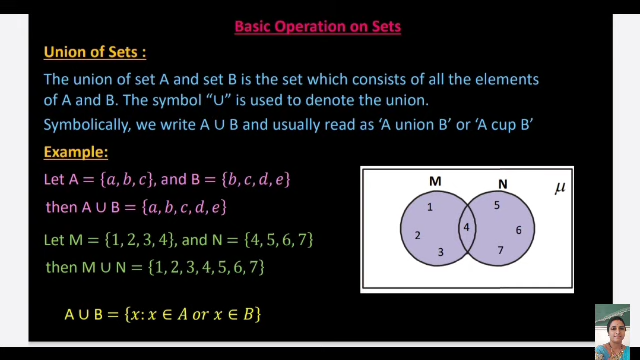 Basic Operation on Sets
Union of Sets :
The union of set A and set B is the set which consists of all the elements
of A and B. The symbol “∪” is used to denote the union.
Symbolically, we write A ∪ B and usually read as ‘A union B’ or ‘A cup B’
Example:
Let A = {a, b, c}, and B = {b, c, d, e}
then A ∪ B = {a, b, c, d, e}
Let M = {1, 2, 3, 4}, and N = {4, 5, 6, 7}
then M ∪ N = {1, 2, 3, 4, 5, 6, 7}
A ∪ B = {x: x ∈ A or x ∈ B}
M N μ
1 5
2 4 6
3 7